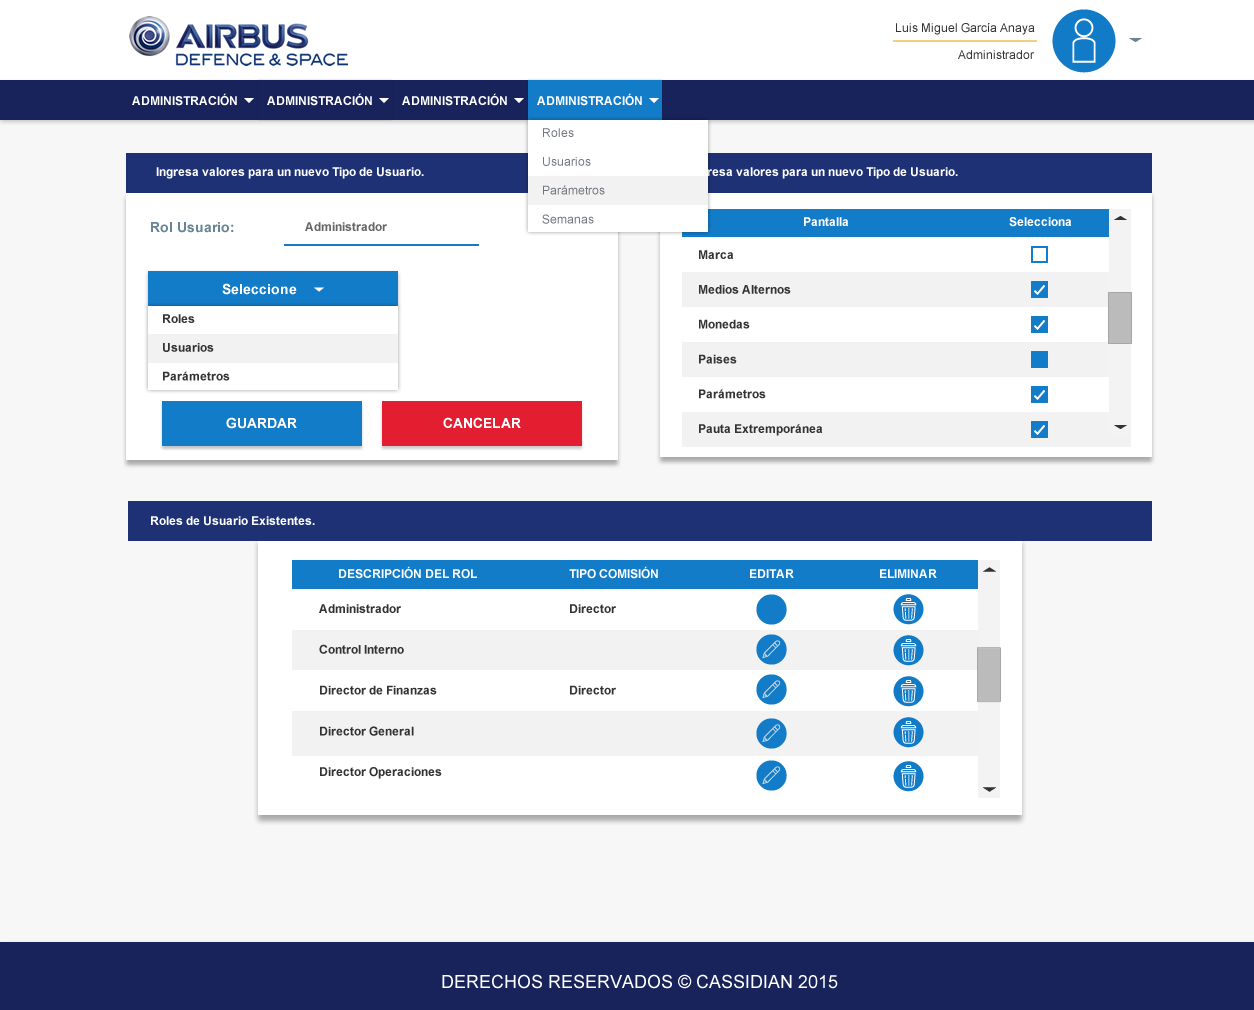 AIRBUS
DEFENCE & SPACE
Luis Miguel García Anaya
Administrador
ADMINISTRACIÓN ADMINISTRACIÓN ADMINISTRACIÓN ADMINISTRACIÓN
Roles
Usuarios
Parámetros
Semanas
Ingresa valores para un nuevo Tipo de Usuario.
Rol Usuario: Administrador
Seleccione
Roles
Usuarios
Parámetros
GUARDAR CANCELAR
resa valores para un nuevo Tipo de Usuario.
Pantalla Selecciona
Marca
Medios Alternos
Monedas
Paises
Parámetros
Pauta Extremporánea
Roles de Usuario Existentes.
DESCRIPCIÓN DEL ROL TIPO COMISIÓN EDITAR ELIMINAR
Administrador Director
Control Interno
Director de Finanzas Director
Director General
Director Operaciones
DERECHOS RESERVADOS © CASSIDIAN 2015